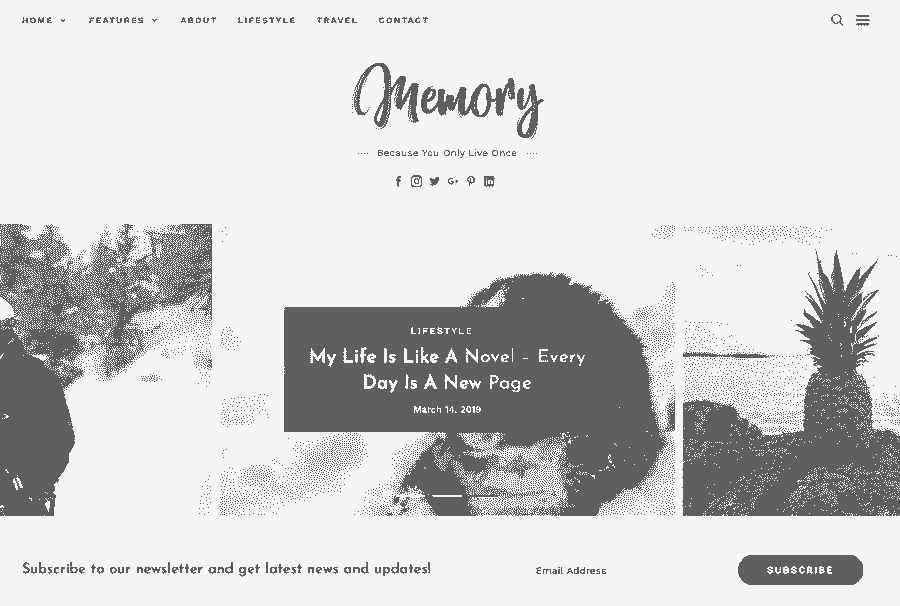 HOME FEATURES ABOUT LIFESTYLE TRAVEL CONTACT
Memory
Because You Only Live Once
LIFESTYLE
My Life Is Like A Novel – Every
Day Is A New Page
March 14, 2019
Subscribe to our newsletter and get latest news and updates!
Email Address
SUBSCRIBE